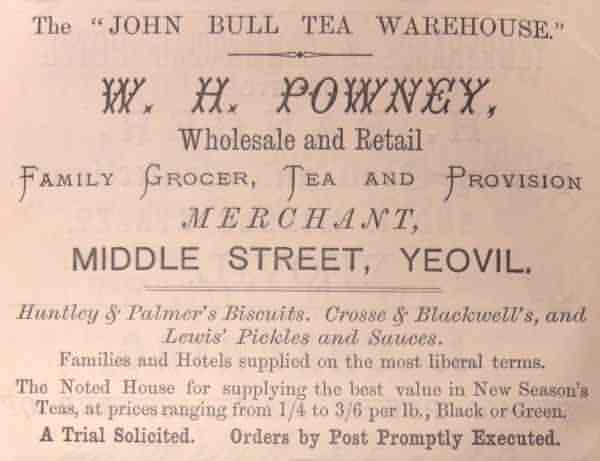 The "JOHN BULL TEA WAREHOUSE."
W. H. POWNEY,
Wholesale and Retail
FAMILY GROCER, TEA AND PROVISION
MERCHANT,
MIDDLE STREET, YEOVIL.
Huntley & Palmer's Biscuits. Crosse & Blackwell's, and
Lewis' Pickles and Sauces.
Families and Hotels supplied on the most liberal terms.
The Noted House for supplying the best value in New Season's
Teas, at prices ranging from 1/4 to 3/6 per lb., Black or Green.
A Trial Solicited. Orders by Post Promptly Executed.